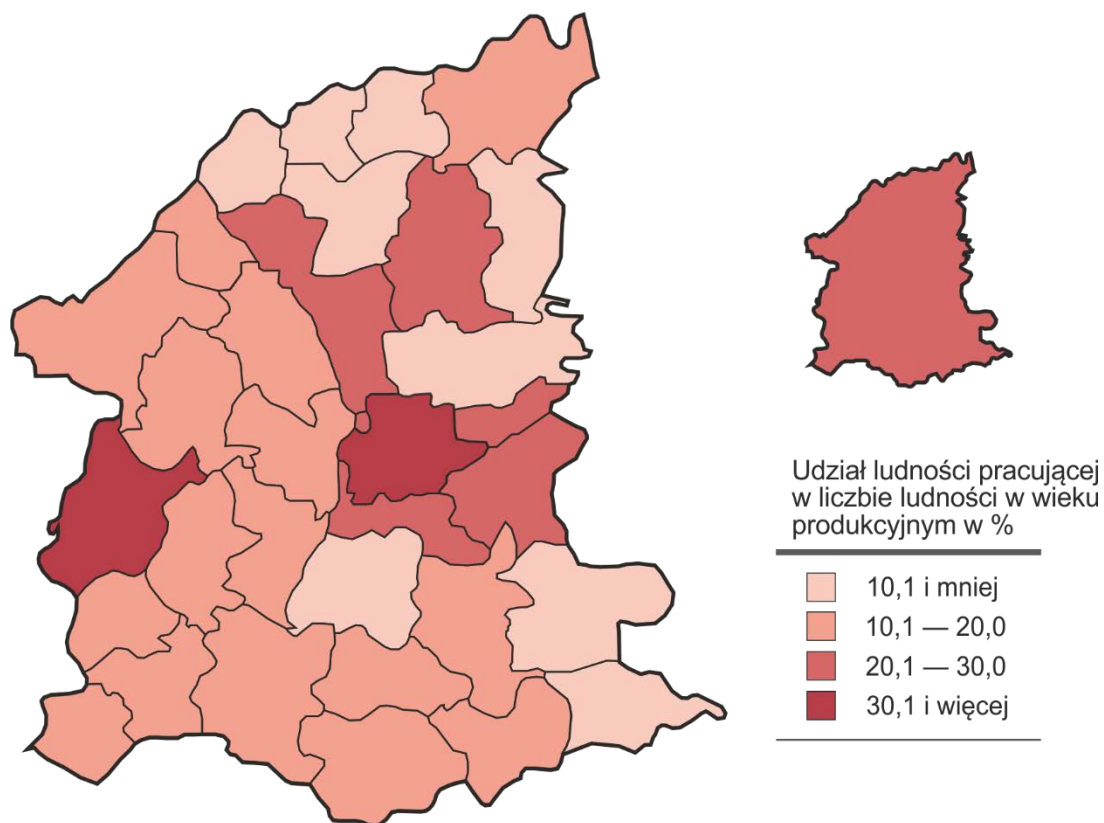 Udział ludności pracującej
w liczbie ludności w wieku
produkcyjnym w %
10,1 i mniej
10,1 — 20,0
20,1 — 30,0
30,1 i więcej